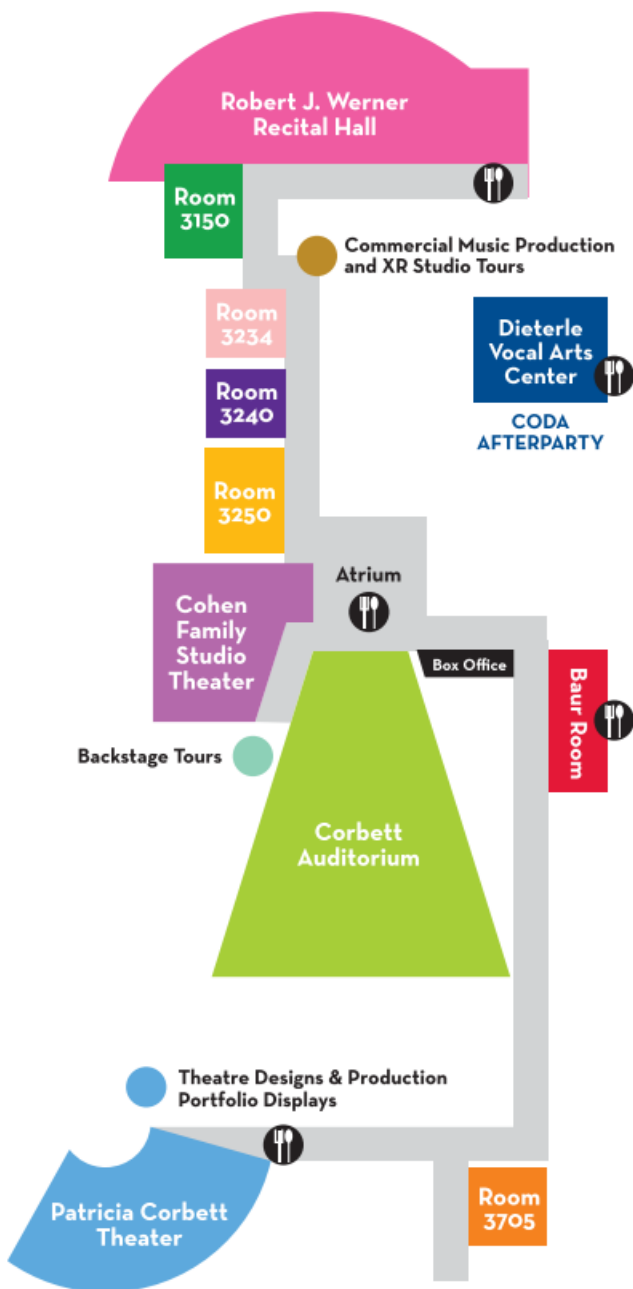 Robert J. Werner
Recital Hall
Room
3150
Commercial Music Production
and XR Studio Tours
Room
3234
Dieterle
Vocal Arts
Center
CODA
AFTERPARTY
Room
3240
Room
3250
Atrium
Cohen
Family
Studio
Theater
Box Office
Baur Room
Backstage Tours
Corbett
Auditorium
Theatre Designs & Production
Portfolio Displays
Patricia Corbett
Theater
Room
3705